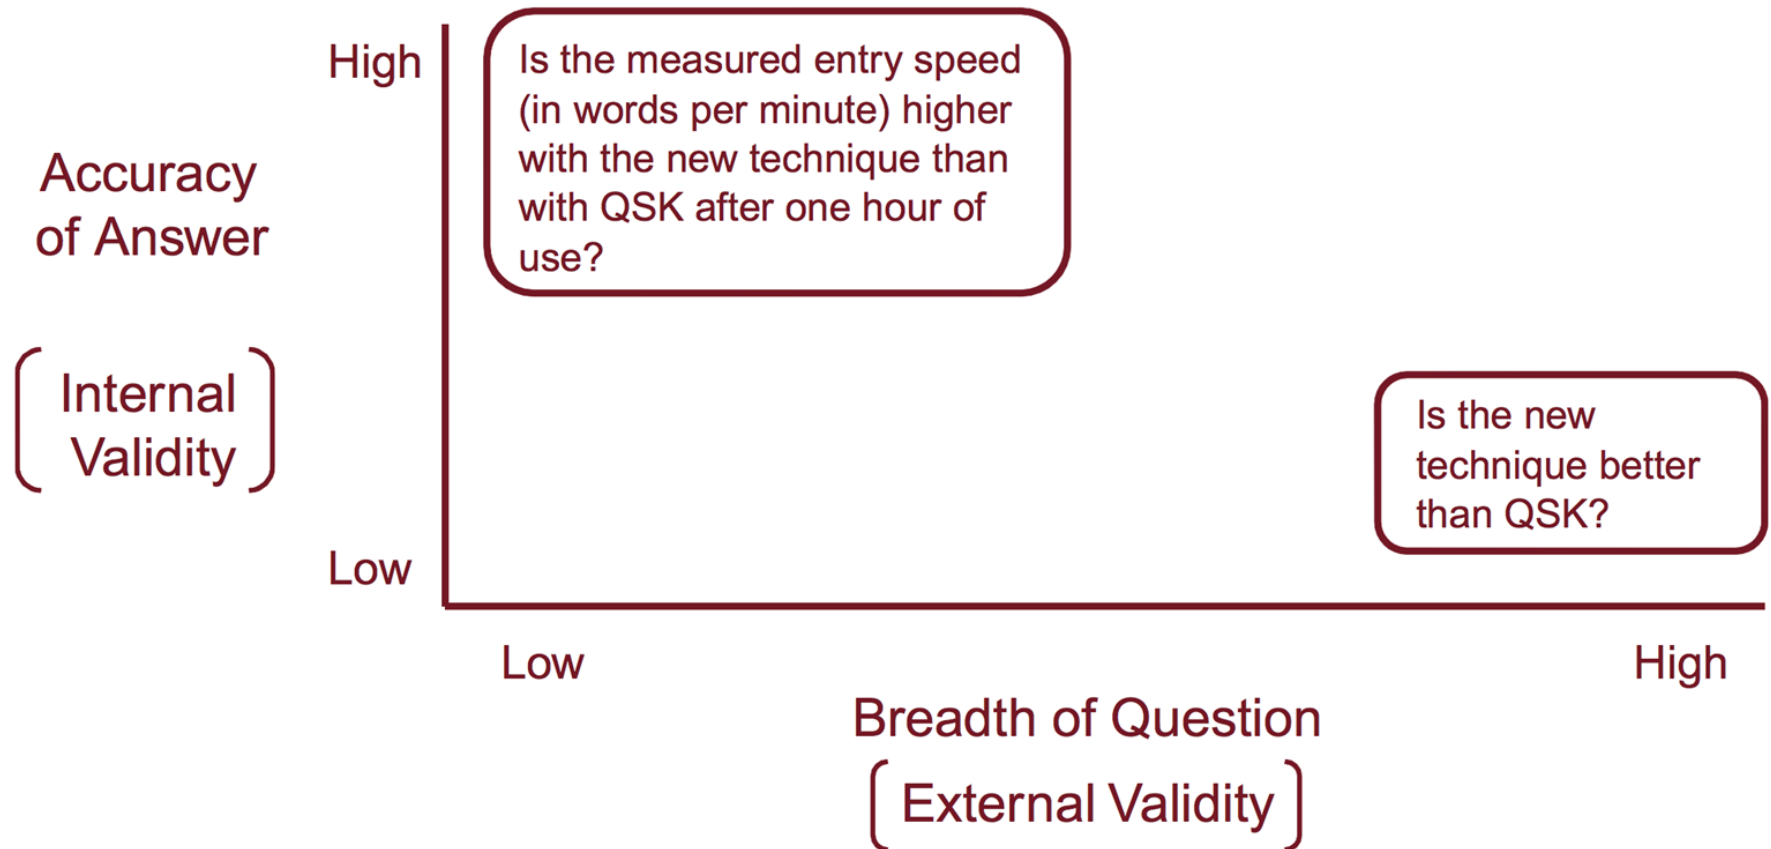 High
Is the measured entry speed
(in words per minute) higher
with the new technique than
with QSK after one hour of
use?
Accuracy
of Answer
Internal
Validity
Is the new
technique better
than QSK?
Low
Low
High
Breadth of Question
External Validity